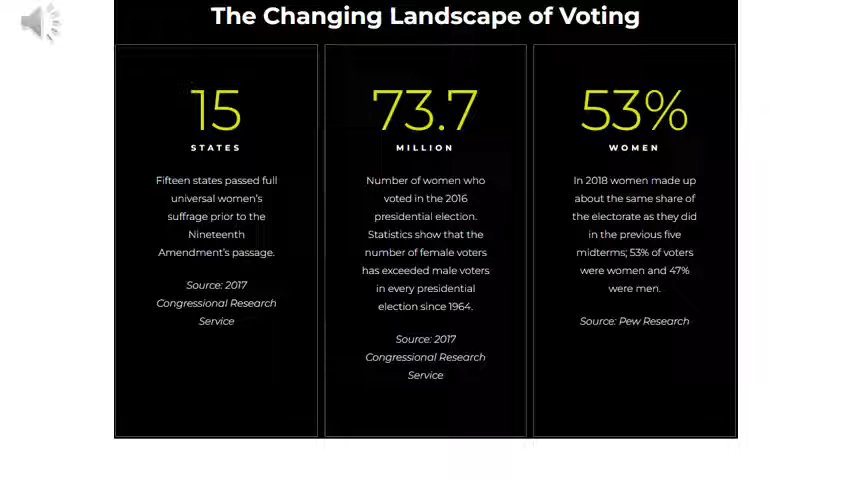 The Changing Landscape of Voting
15
STATES
Fifteen states passed full
universal women's
suffrage prior to the
Nineteenth
Amendment's passage.
Source: 2017
Congressional Research
Service
73.7
MILLION
Number of women who
voted in the 2016
presidential election.
Statistics show that the
number of female voters
has exceeded male voters
in every presidential
election since 1964.
Source: 2017
Congressional Research
Service
53%
WOMEN
In 2018 women made up
about the same share of
the electorate as they did
in the previous five
midterms; 53% of voters
were women and 47%
were men.
Source: Pew Research